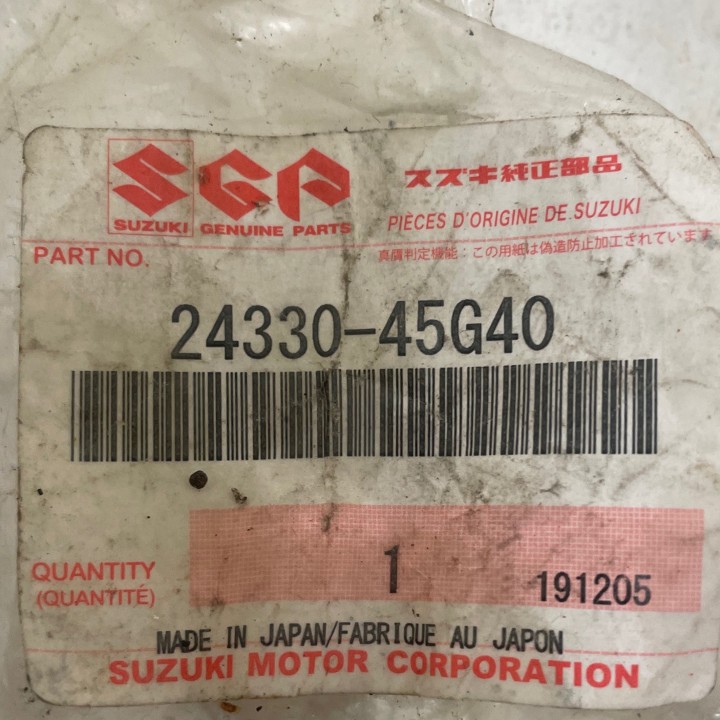 SGP
スズキ純正部品
SUZUKI GENUINE PARTS
PIÈCES D'ORIGINE DE SUZUKI
PART NO.
真贋判定機能：この用紙は偽造防止加工されています
24330-45G40
QUANTITY
(QUANTITÉ)
1
191205
MADE IN JAPAN/FABRIQUE AU JAPON
SUZUKI MOTOR CORPORATION